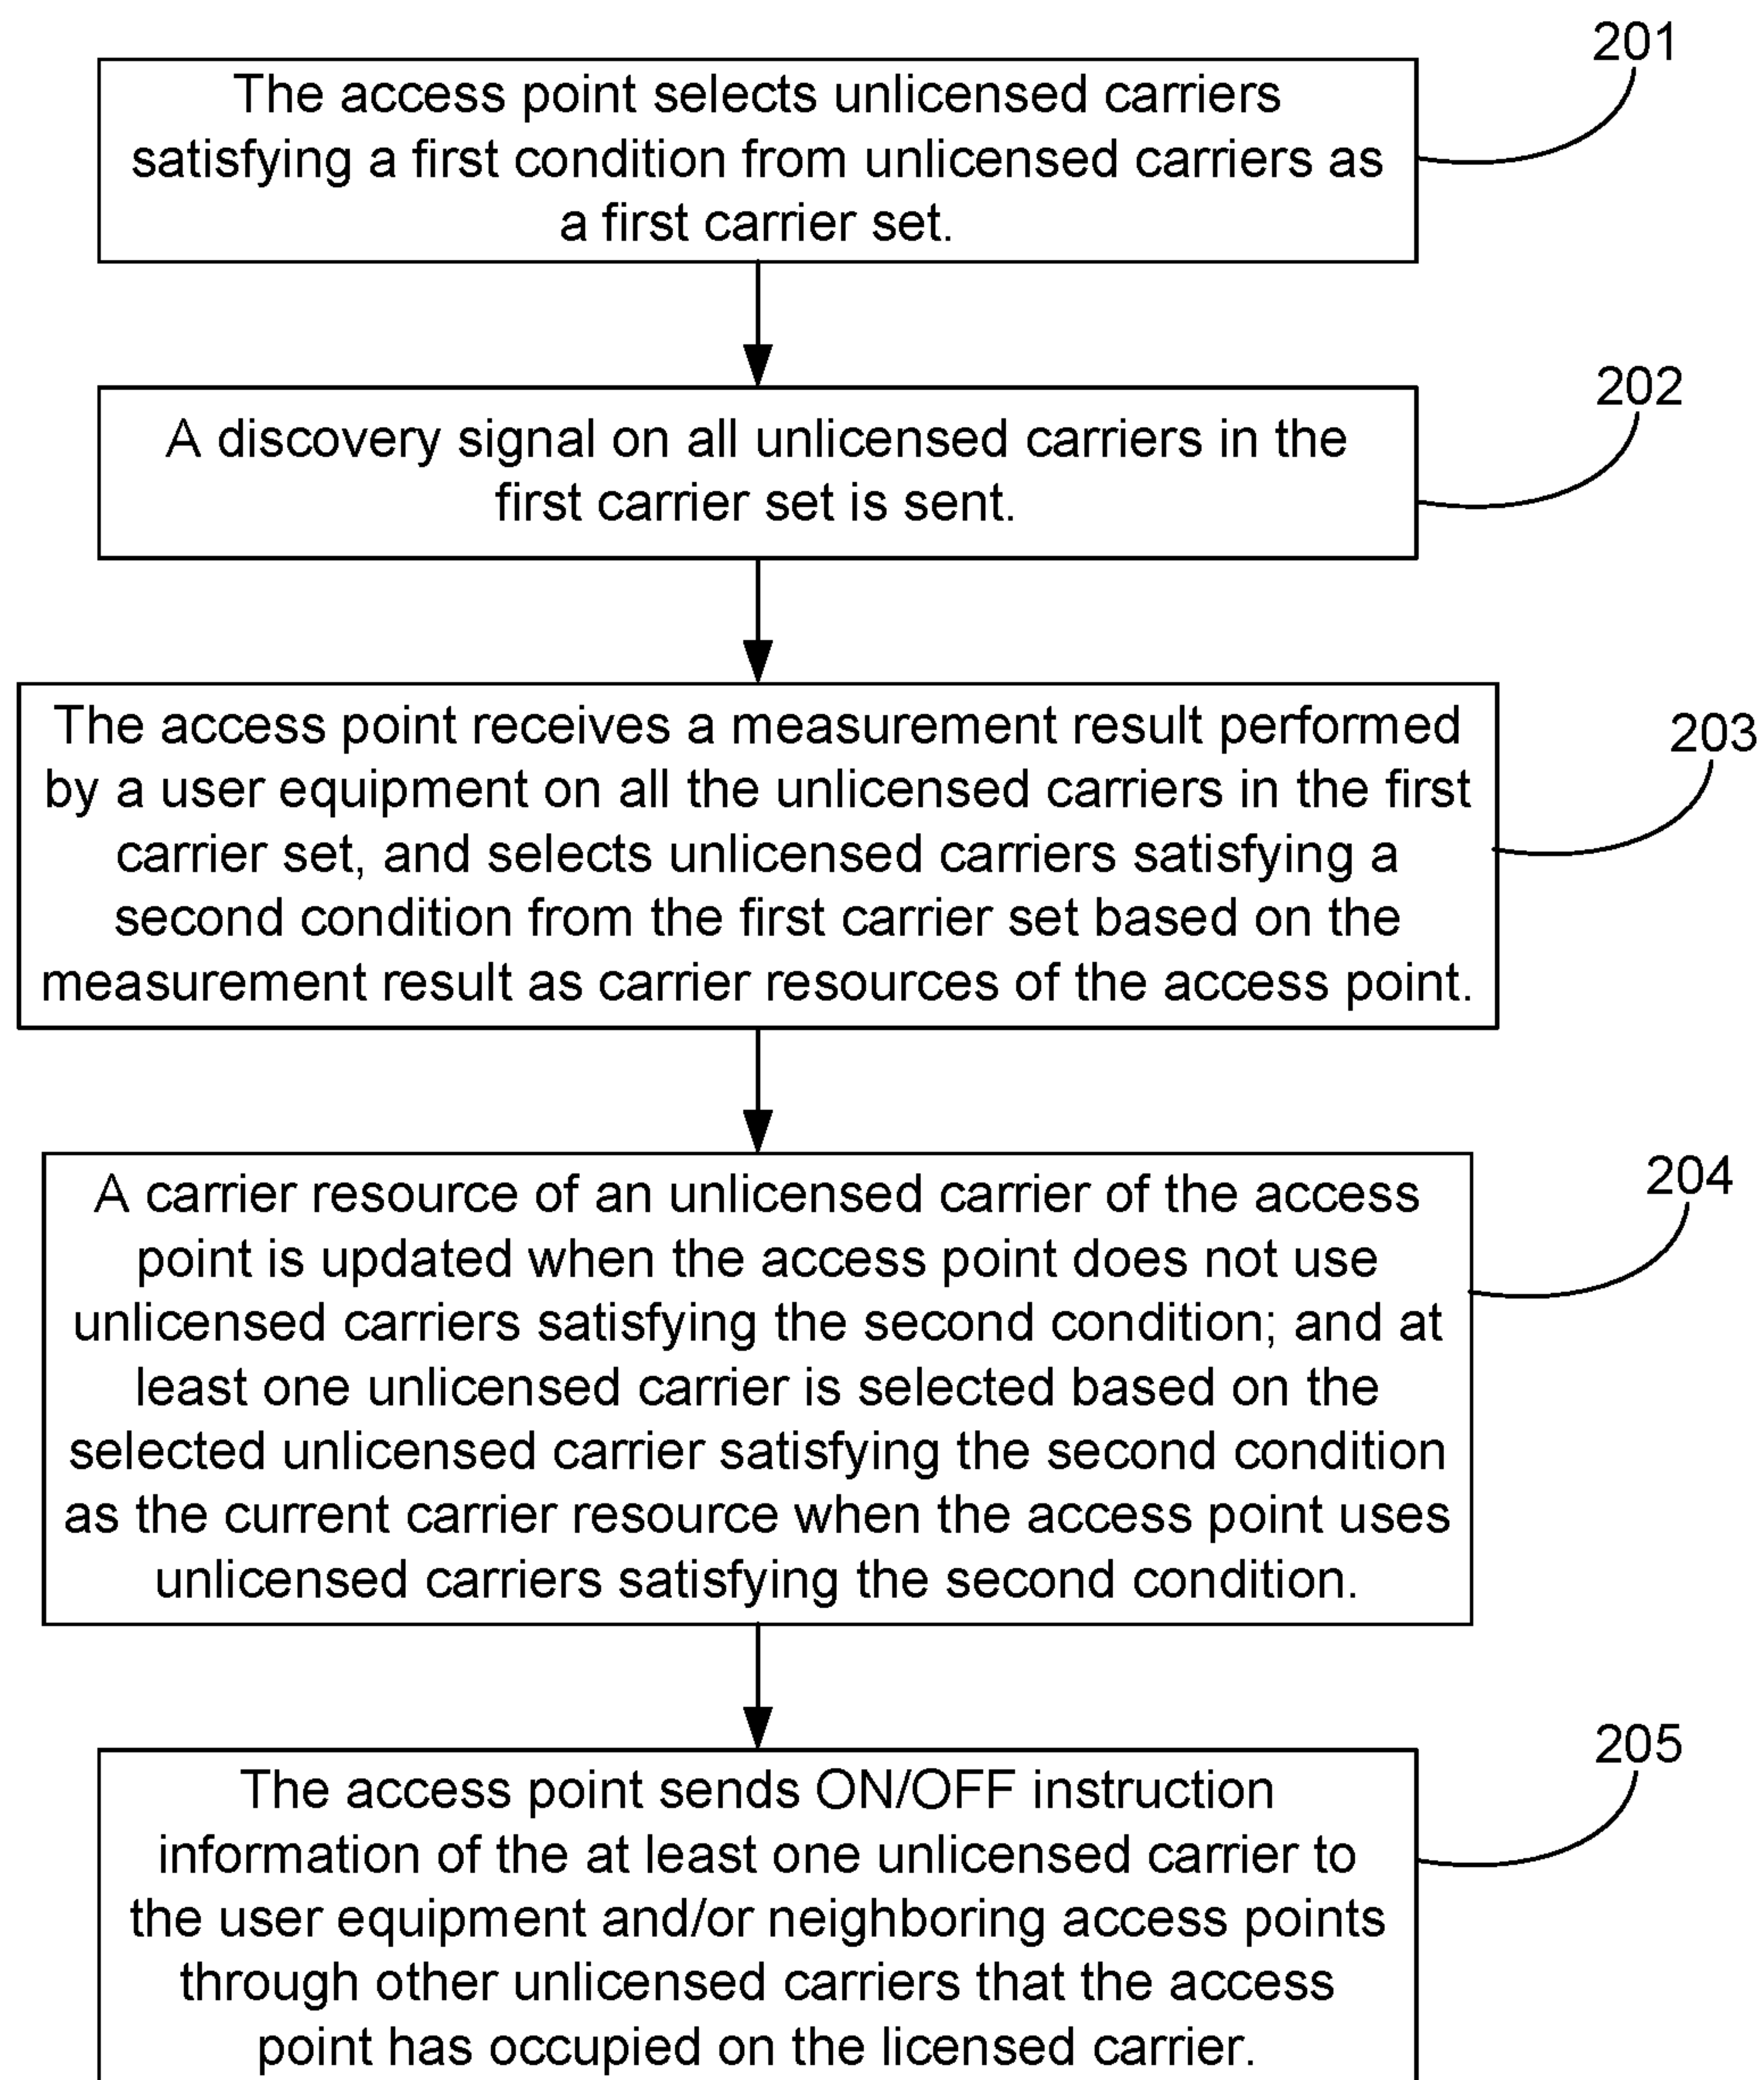 201
The access point selects unlicensed carriers
satisfying a first condition from unlicensed carriers as
a first carrier set.
202
A discovery signal on all unlicensed carriers in the
first carrier set is sent.
203
The access point receives a measurement result performed
by a user equipment on all the unlicensed carriers in the first
carrier set, and selects unlicensed carriers satisfying a
second condition from the first carrier set based on the
measurement result as carrier resources of the access point.
204
A carrier resource of an unlicensed carrier of the access
point is updated when the access point does not use
unlicensed carriers satisfying the second condition; and at
least one unlicensed carrier is selected based on the
selected unlicensed carrier satisfying the second condition
as the current carrier resource when the access point uses
unlicensed carriers satisfying the second condition.
205
The access point sends ON/OFF instruction
information of the at least one unlicensed carrier to
the user equipment and/or neighboring access points
through other unlicensed carriers that the access
point has occupied on the licensed carrier.